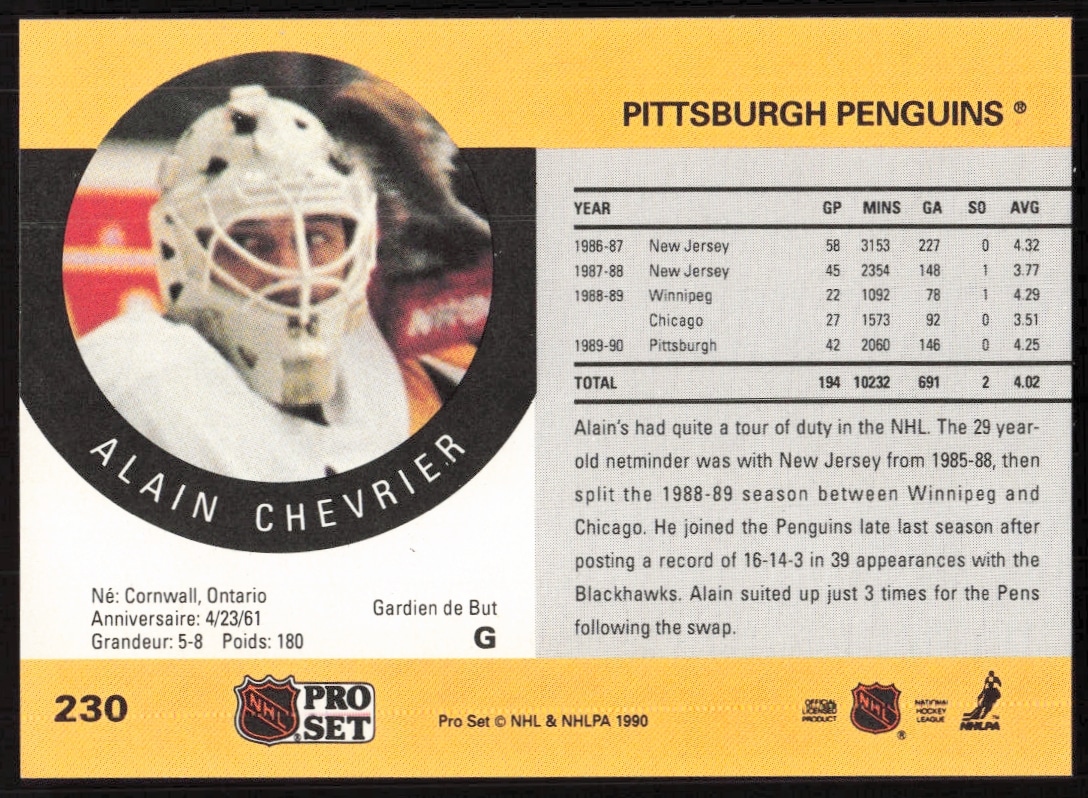 PITTSBURGH PENGUINS ®
YEAR GP MINS GA SO AVG
1986-87 New Jersey 58 3153 227 0 4.32
1987-88 New Jersey 45 2354 148 1 3.77
1988-89 Winnipeg 22 1092 78 1 4.29
Chicago 27 1573 92 0 3.51
1989-90 Pittsburgh 42 2060 146 0 4.25
TOTAL 194 10232 691 2 4.02
Alain's had quite a tour of duty in the NHL. The 29 year-
old netminder was with New Jersey from 1985-88, then
split the 1988-89 season between Winnipeg and
Chicago. He joined the Penguins late last season after
posting a record of 16-14-3 in 39 appearances with the
Blackhawks. Alain suited up just 3 times for the Pens
following the swap.
ALAIN CHEVRIER
Né: Cornwall, Ontario
Anniversaire: 4/23/61
Grandeur: 5-8 Poids: 180
Gardien de But
G
230
NHL
PRO
SET
®
Pro Set © NHL & NHLPA 1990
OFFICIAL
LICENSED
PRODUCT
NHL
®
NATIONAL
HOCKEY
LEAGUE
NHLPA